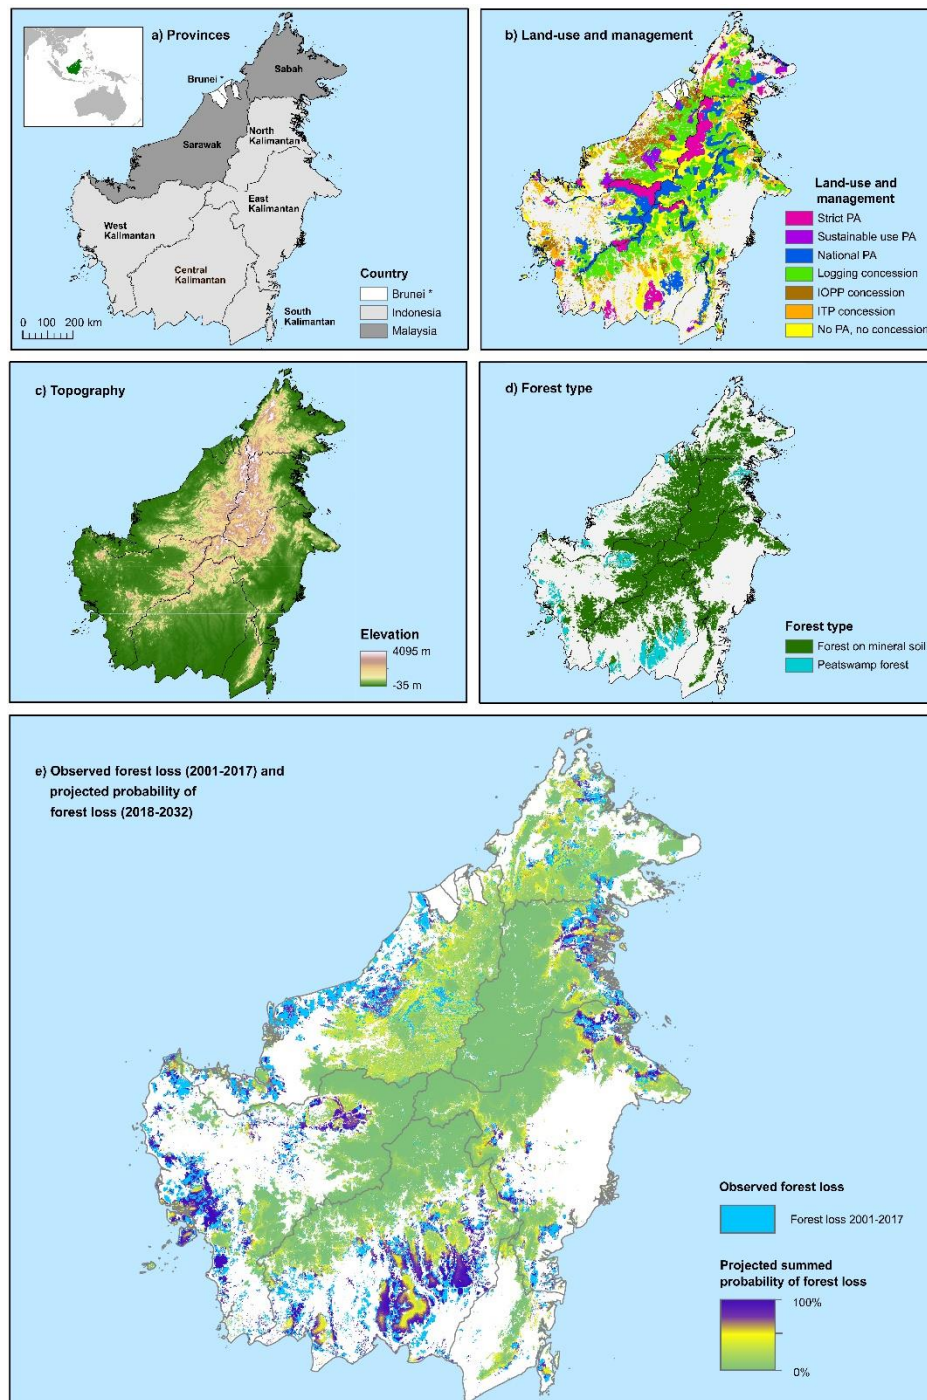 a) Provinces
Brunei *
Sabah
Sarawak
North
Kalimantan
East
Kalimantan
West
Kalimantan
Central
Kalimantan
South
Kalimantan
Country
Brunei *
Indonesia
Malaysia
0 100 200 km
b) Land-use and management
Land-use and
management
Strict PA
Sustainable use PA
National PA
Logging concession
IOPP concession
ITP concession
No PA, no concession
c) Topography
Elevation
4095 m
-35 m
d) Forest type
Forest type
Forest on mineral soil
Peatswamp forest
e) Observed forest loss (2001-2017) and
projected probability of
forest loss (2018-2032)
Observed forest loss
Forest loss 2001-2017
Projected summed
probability of forest loss
100%
0%